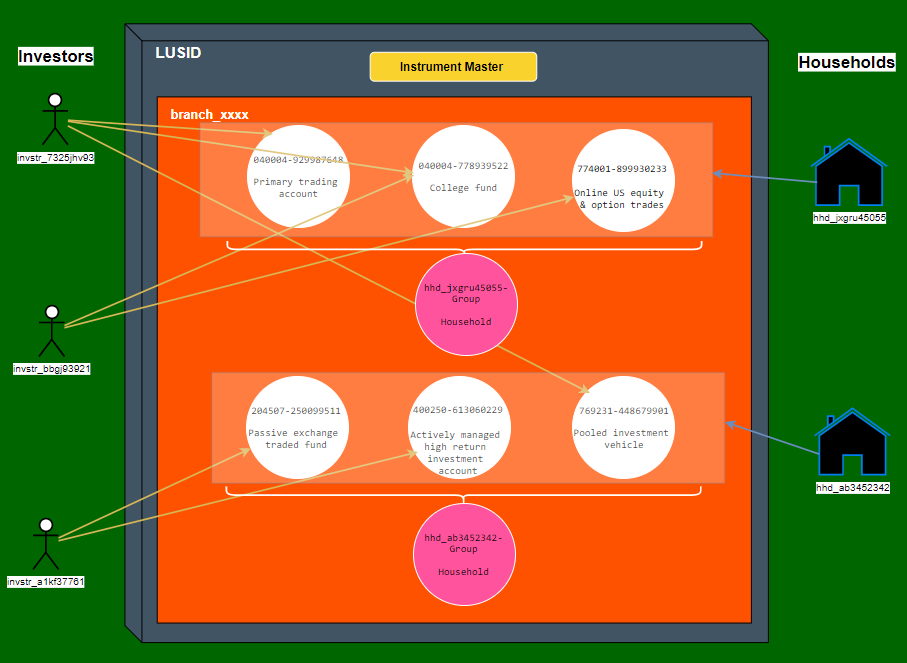 Investors
LUSID
Instrument Master
Households
branch_xxxx
invstr_7325jhv93
040004-929987648
Primary trading
account
040004-778939522
College fund
774001-899930233
Online US equity
& option trades
hhd_jxgru45055
hhd_jxgru45055-
Group
Household
invstr_bbgj93921
204507-250099511
Passive exchange
traded fund
400250-613060229
Actively managed
high return
investment
account
769231-448679901
Pooled investment
vehicle
hhd_ab3452342
hhd_ab3452342-
Group
Household
invstr_a1kf37761